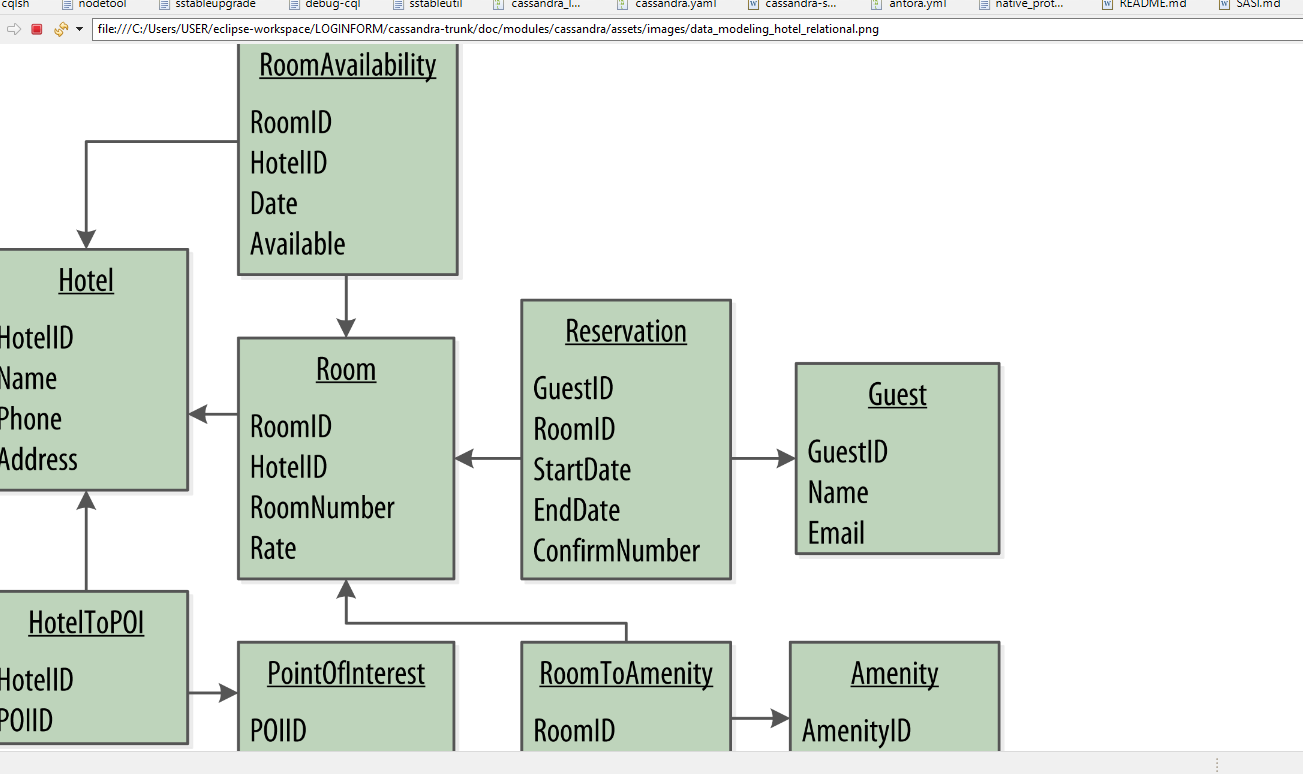 cqlsh nodetool sstableupgrade debug-cql sstableutil cassandra_l... cassandra.yaml cassandra-s... antora.yml native_prot... README.md SASI.md
file:///C:/Users/USER/eclipse-workspace/LOGINFORM/cassandra-trunk/doc/modules/cassandra/assets/images/data_modeling_hotel_relational.png
RoomAvailability
RoomID
HotelID
Date
Available
Hotel
HotelID
Name
Phone
Address
Room
RoomID
HotelID
RoomNumber
Rate
Reservation
GuestID
RoomID
StartDate
EndDate
ConfirmNumber
Guest
GuestID
Name
Email
HotelToPOI
HotelID
POIID
PointOfInterest
POIID
RoomToAmenity
RoomID
Amenity
AmenityID